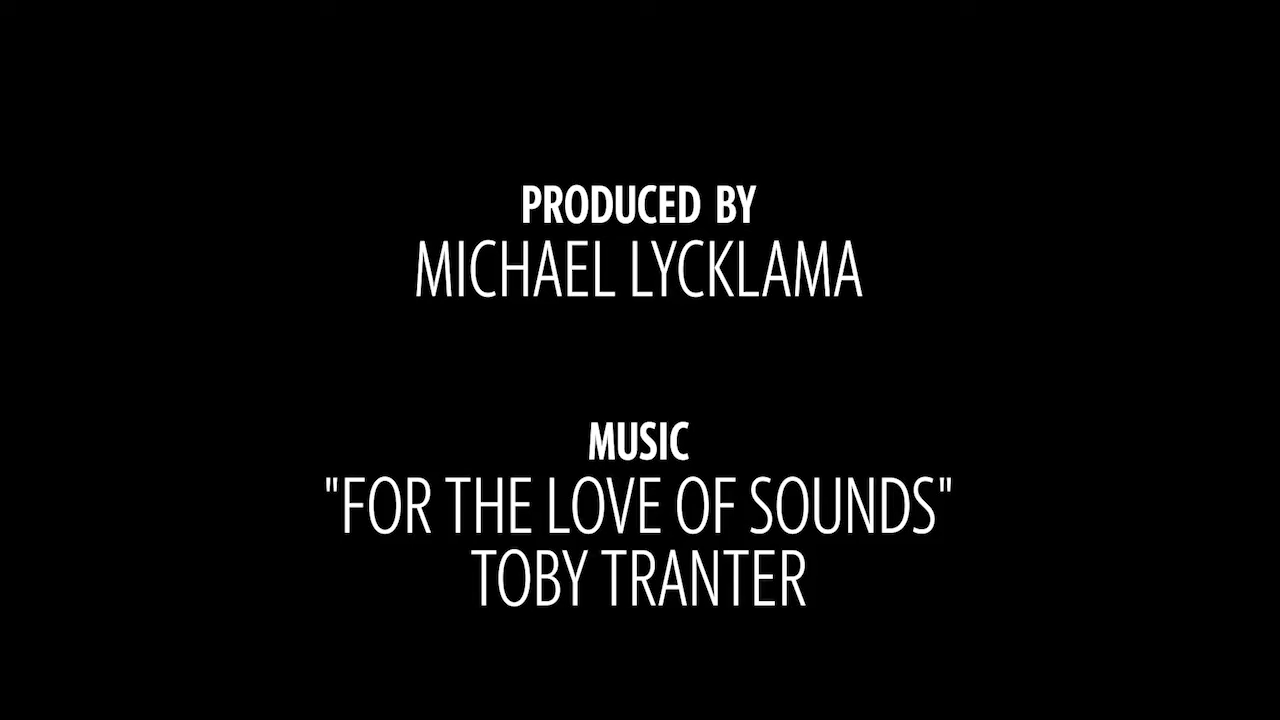 PRODUCED BY
MICHAEL LYCKLAMA
MUSIC
"FOR THE LOVE OF SOUNDS"
TOBY TRANTER